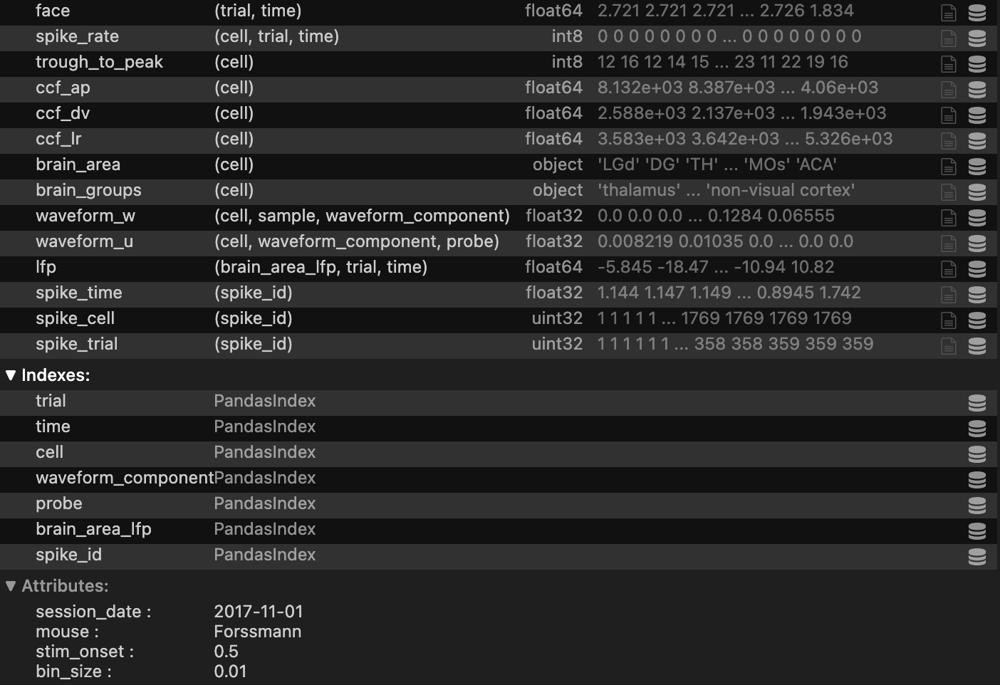 face (trial, time) float64 2.721 2.721 2.721 ... 2.726 1.834
spike_rate (cell, trial, time) int8 0 0 0 0 0 0 0 0 ... 0 0 0 0 0 0 0 0
trough_to_peak (cell) int8 12 16 12 14 15 ... 23 11 22 19 16
ccf_ap (cell) float64 8.132e+03 8.387e+03 ... 4.06e+03
ccf_dv (cell) float64 2.588e+03 2.137e+03 ... 1.943e+03
ccf_lr (cell) float64 3.583e+03 3.642e+03 ... 5.326e+03
brain_area (cell) object 'LGd' 'DG' 'TH' ... 'MOs' 'ACA'
brain_groups (cell) object 'thalamus' ... 'non-visual cortex'
waveform_w (cell, sample, waveform_component) float32 0.0 0.0 0.0 ... 0.1284 0.06555
waveform_u (cell, waveform_component, probe) float32 0.008219 0.01035 0.0 ... 0.0 0.0
lfp (brain_area_lfp, trial, time) float64 -5.845 -18.47 ... -10.94 10.82
spike_time (spike_id) float32 1.144 1.147 1.149 ... 0.8945 1.742
spike_cell (spike_id) uint32 1 1 1 1 1 ... 1769 1769 1769 1769
spike_trial (spike_id) uint32 1 1 1 1 1 1 ... 358 358 359 359 359
▼ Indexes:
trial PandasIndex
time PandasIndex
cell PandasIndex
waveform_component PandasIndex
probe PandasIndex
brain_area_lfp PandasIndex
spike_id PandasIndex
▼ Attributes:
session_date : 2017-11-01
mouse : Forssmann
stim_onset : 0.5
bin_size : 0.01